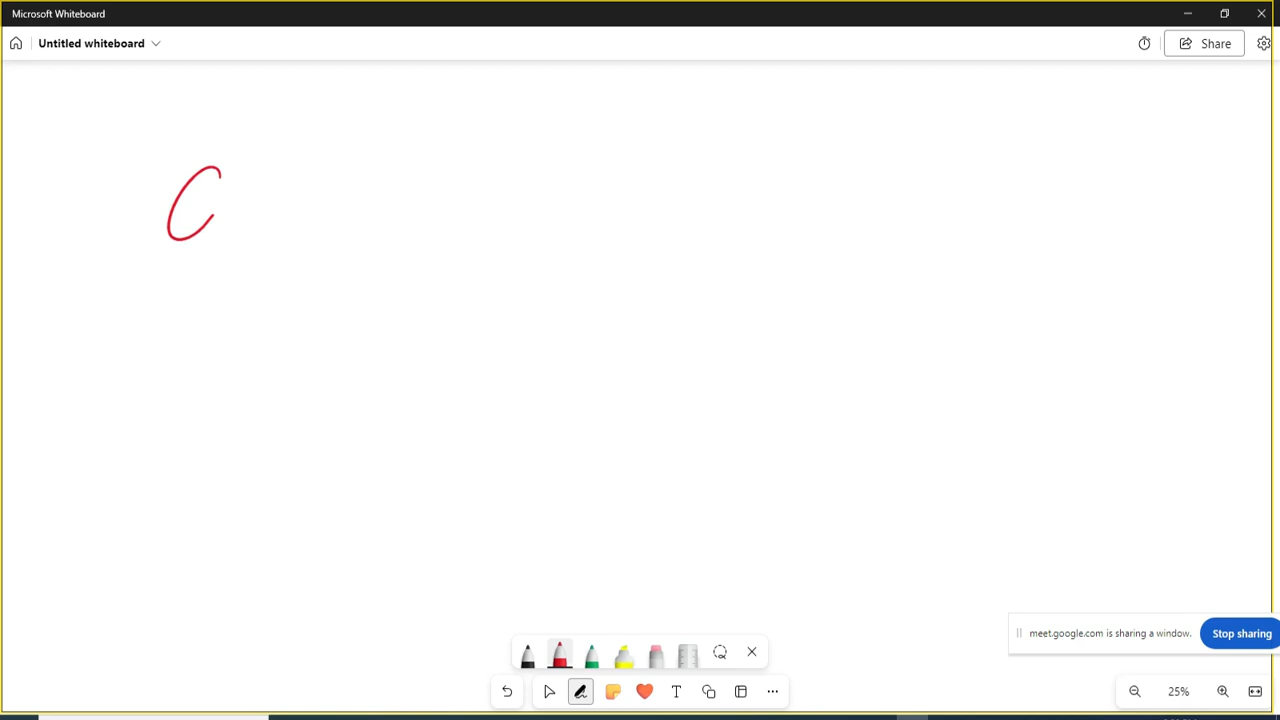 Microsoft Whiteboard
Untitled whiteboard
Share
C
meet.google.com is sharing a window.
Stop sharing
T
25%